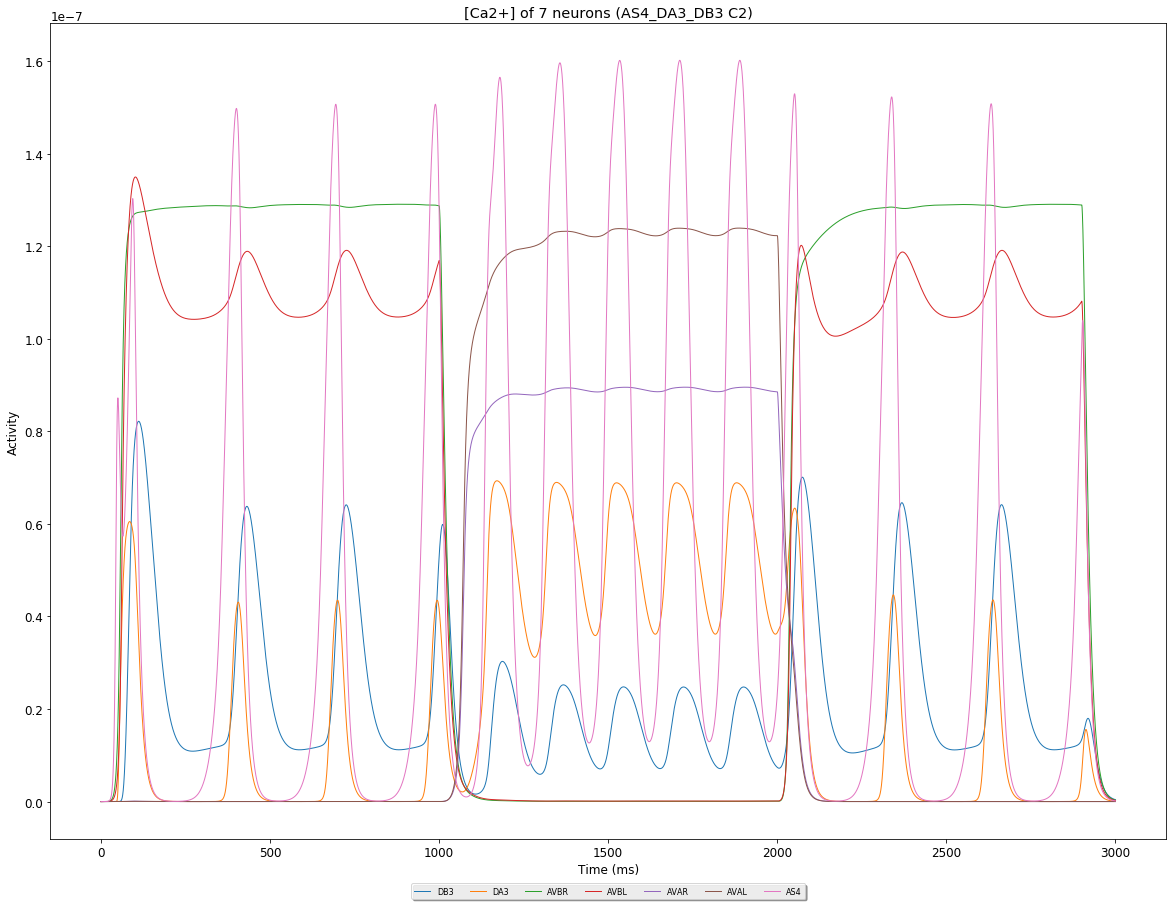 [Ca2+] of 7 neurons (AS4_DA3_DB3 C2)
1e−7
1.6
1.4
1.2
1.0
0.8
0.6
0.4
0.2
0.0
Activity
0 500 1000 1500 2000 2500 3000
Time (ms)
DB3 DA3 AVBR AVBL AVAR AVAL AS4